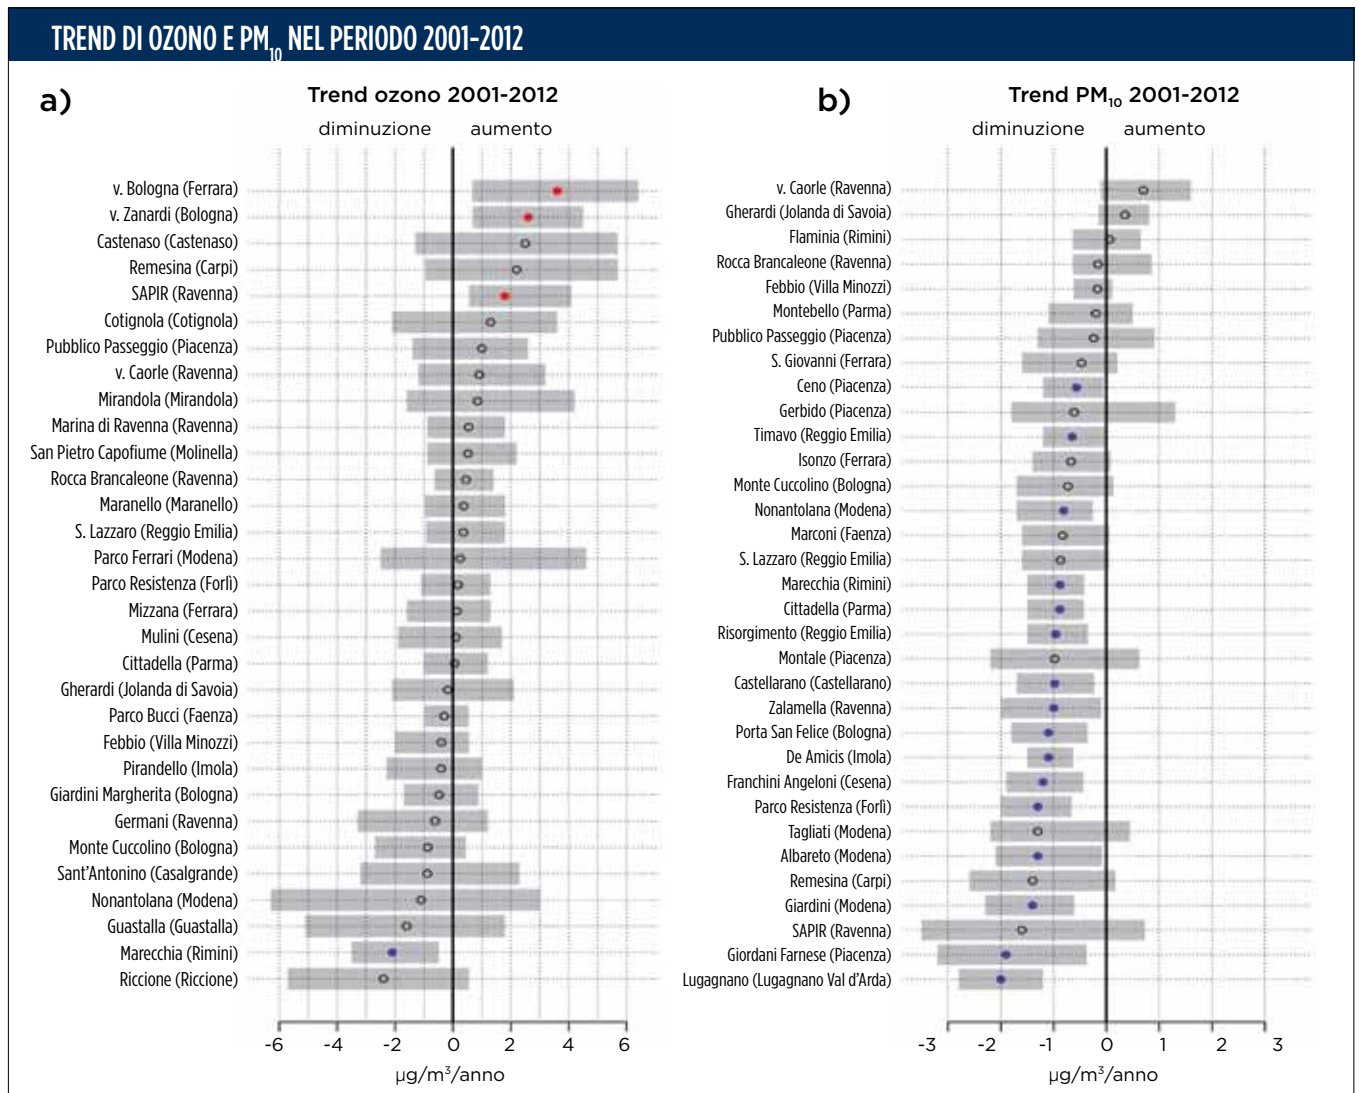 TREND DI OZONO E PM10 NEL PERIODO 2001-2012
a)
Trend ozono 2001-2012
diminuzione aumento
v. Bologna (Ferrara)
v. Zanardi (Bologna)
Castenaso (Castenaso)
Remesina (Carpi)
SAPIR (Ravenna)
Cotignola (Cotignola)
Pubblico Passeggio (Piacenza)
v. Caorle (Ravenna)
Mirandola (Mirandola)
Marina di Ravenna (Ravenna)
San Pietro Capofiume (Molinella)
Rocca Brancaleone (Ravenna)
Maranello (Maranello)
S. Lazzaro (Reggio Emilia)
Parco Ferrari (Modena)
Parco Resistenza (Forlì)
Mizzana (Ferrara)
Mulini (Cesena)
Cittadella (Parma)
Gherardi (Jolanda di Savoia)
Parco Bucci (Faenza)
Febbio (Villa Minozzi)
Pirandello (Imola)
Giardini Margherita (Bologna)
Germani (Ravenna)
Monte Cuccolino (Bologna)
Sant'Antonino (Casalgrande)
Nonantolana (Modena)
Guastalla (Guastalla)
Marecchia (Rimini)
Riccione (Riccione)
-6 -4 -2 0 2 4 6
µg/m³/anno
b)
Trend PM10 2001-2012
diminuzione aumento
v. Caorle (Ravenna)
Gherardi (Jolanda di Savoia)
Flaminia (Rimini)
Rocca Brancaleone (Ravenna)
Febbio (Villa Minozzi)
Montebello (Parma)
Pubblico Passeggio (Piacenza)
S. Giovanni (Ferrara)
Ceno (Piacenza)
Gerbido (Piacenza)
Timavo (Reggio Emilia)
Isonzo (Ferrara)
Monte Cuccolino (Bologna)
Nonantolana (Modena)
Marconi (Faenza)
S. Lazzaro (Reggio Emilia)
Marecchia (Rimini)
Cittadella (Parma)
Risorgimento (Reggio Emilia)
Montale (Piacenza)
Castellarano (Castellarano)
Zalamella (Ravenna)
Porta San Felice (Bologna)
De Amicis (Imola)
Franchini Angeloni (Cesena)
Parco Resistenza (Forlì)
Tagliati (Modena)
Albareto (Modena)
Remesina (Carpi)
Giardini (Modena)
SAPIR (Ravenna)
Giordani Farnese (Piacenza)
Lugagnano (Lugagnano Val d'Arda)
-3 -2 -1 0 1 2 3
µg/m³/anno